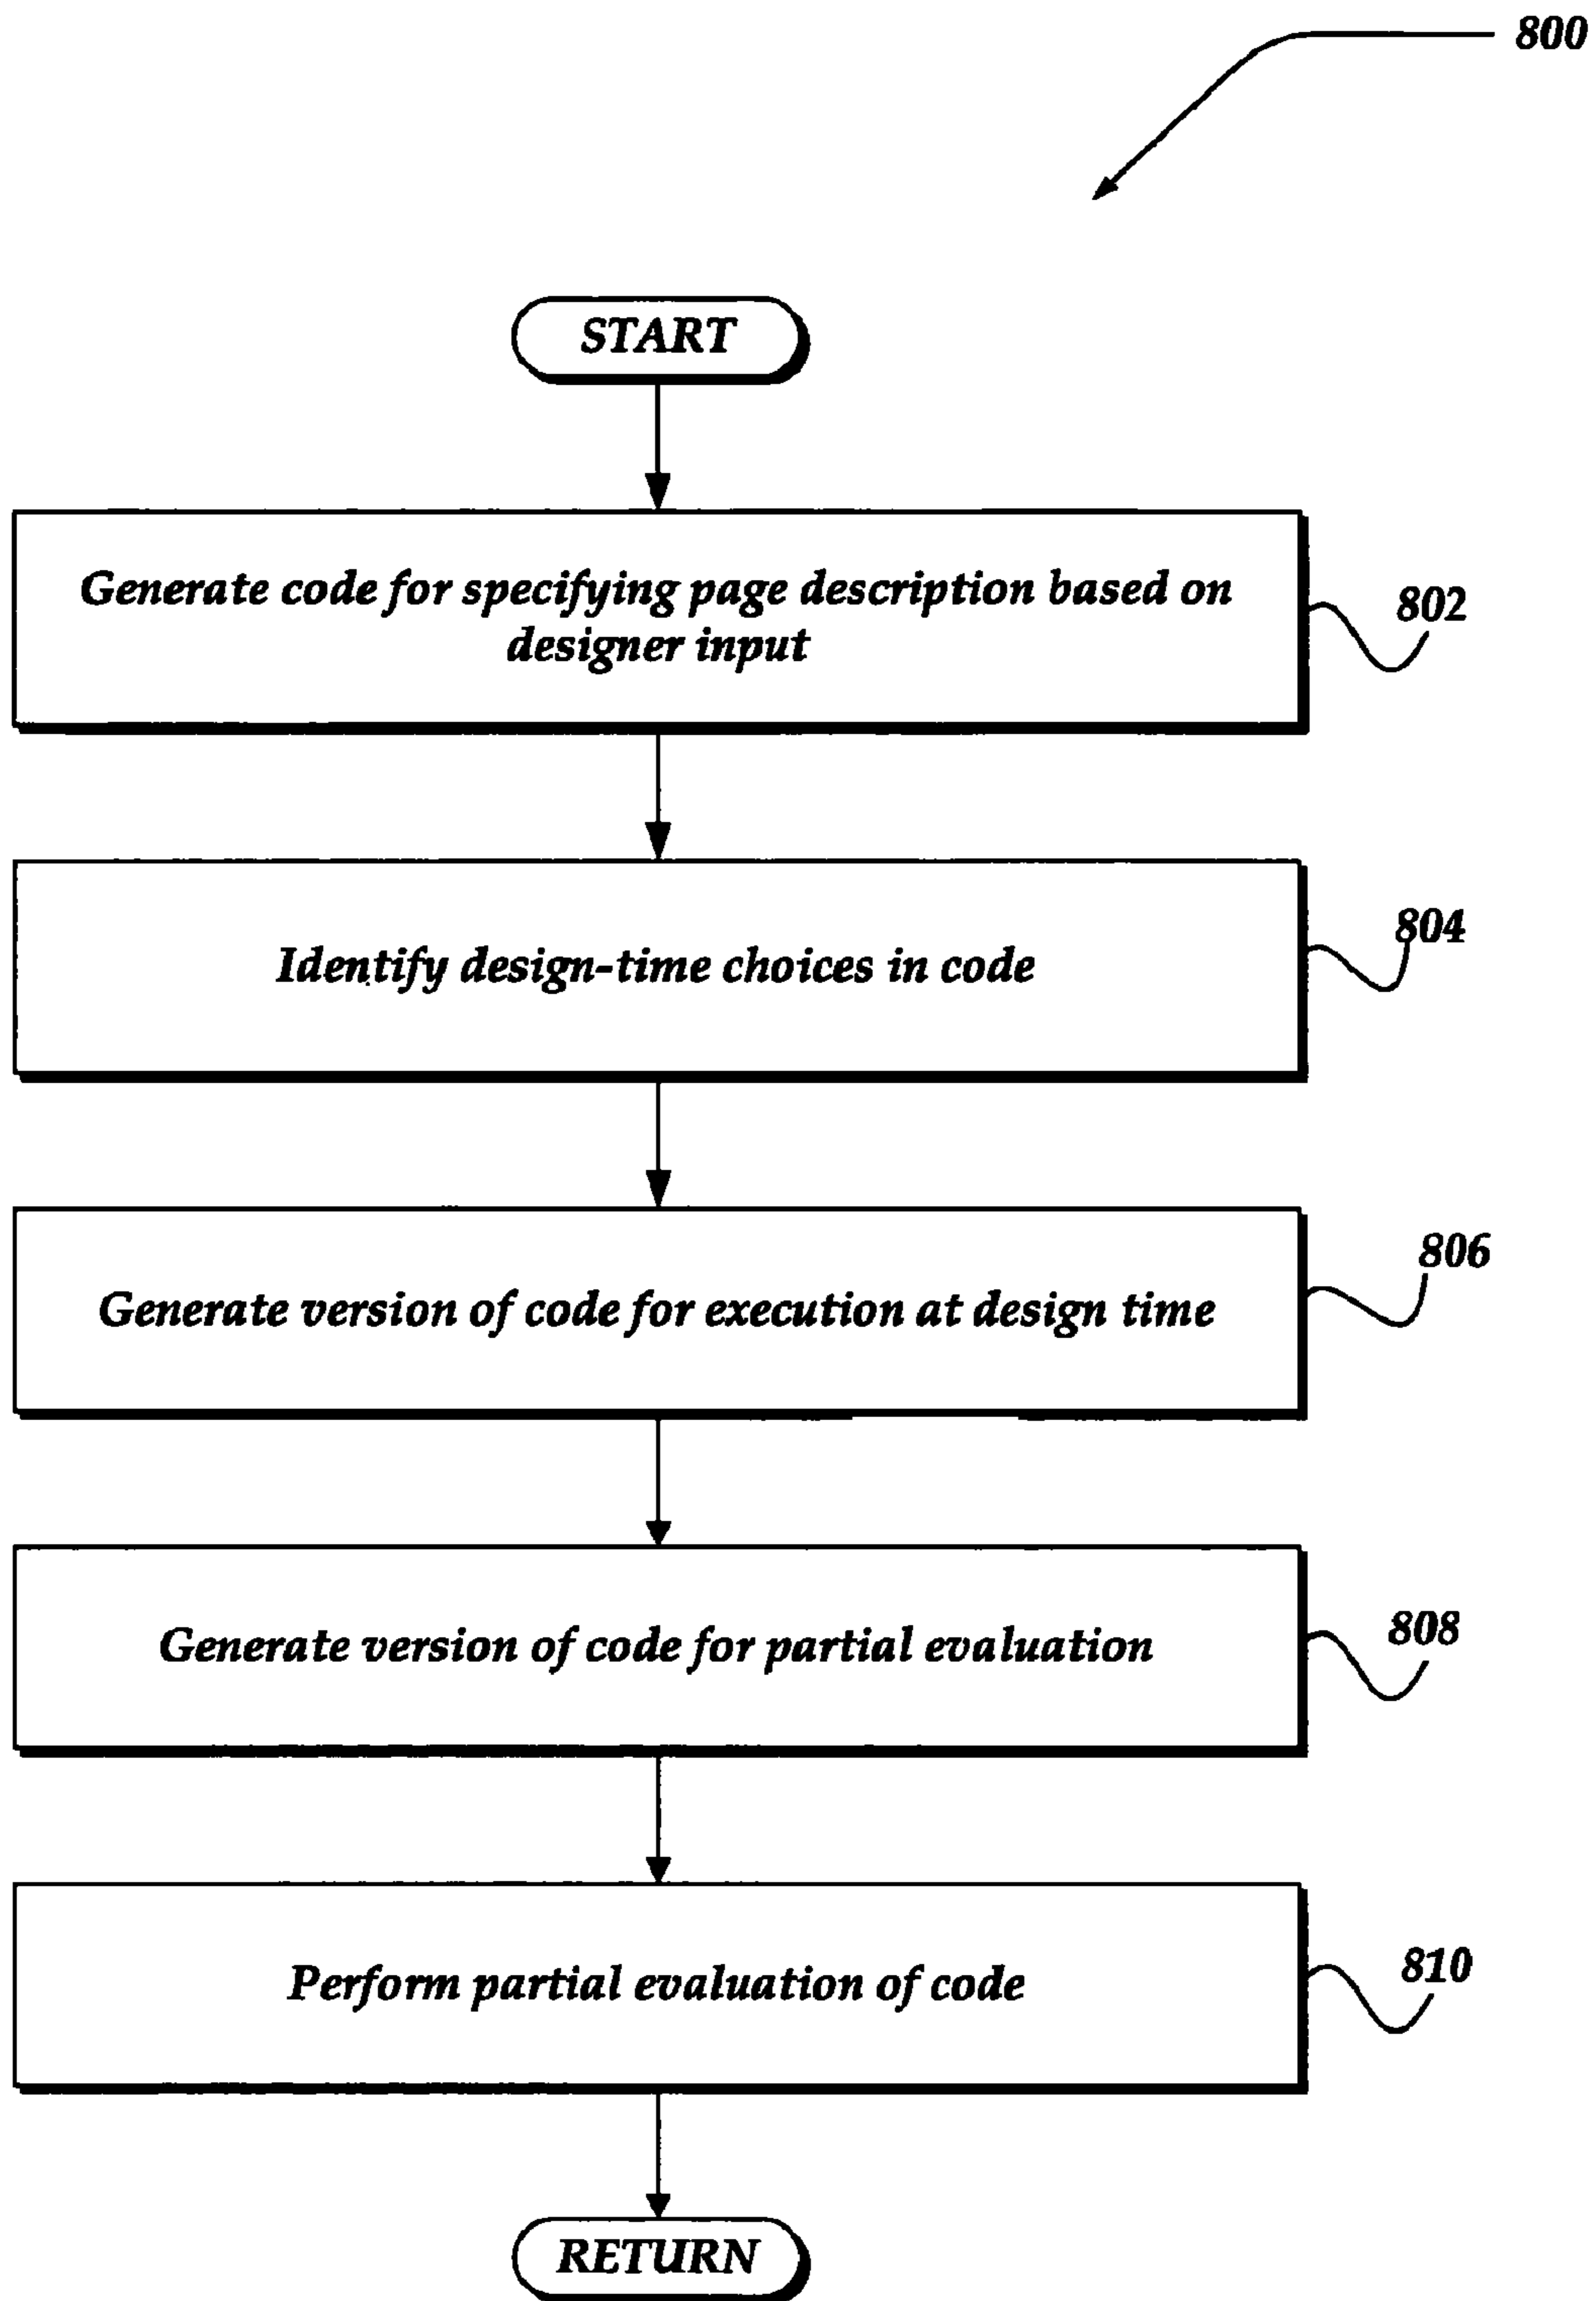 800
START
Generate code for specifying page description based on
designer input
802
Identify design-time choices in code
804
Generate version of code for execution at design time
806
Generate version of code for partial evaluation
808
Perform partial evaluation of code
810
RETURN